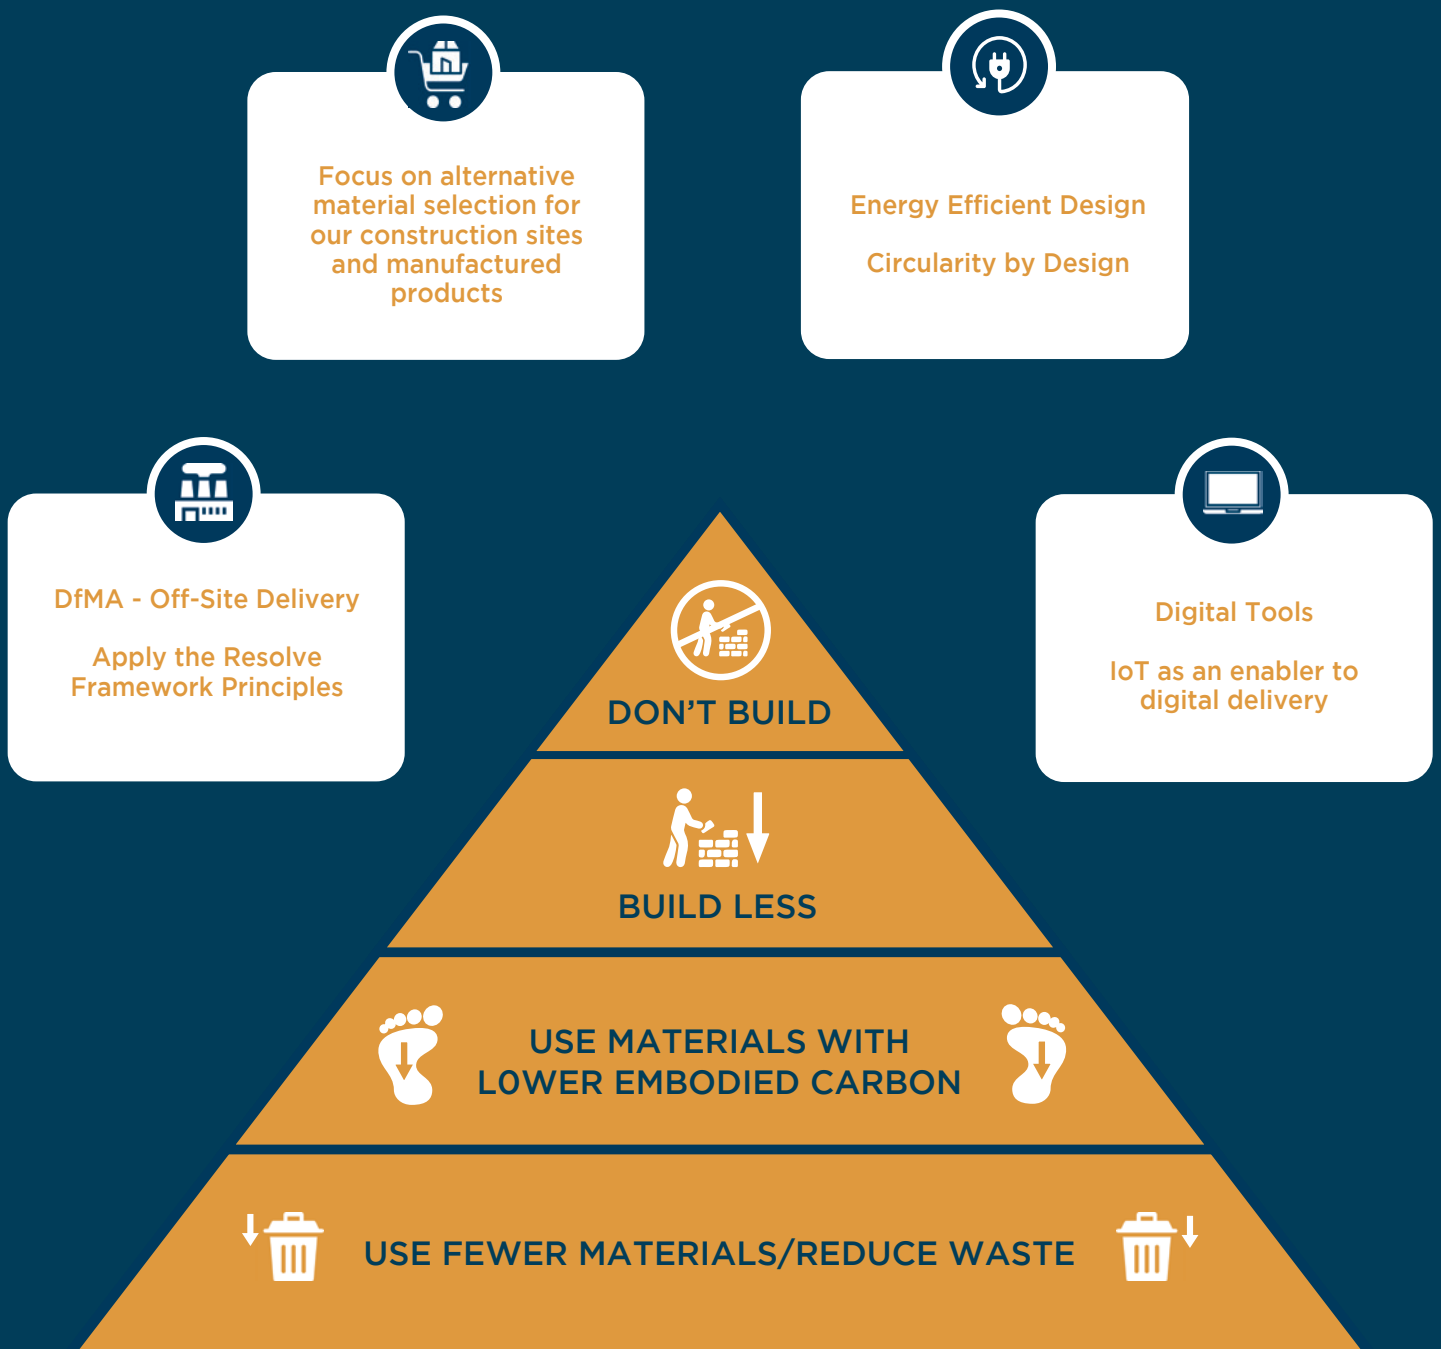 Focus on alternative
material selection for
our construction sites
and manufactured
products
Energy Efficient Design
Circularity by Design
DfMA - Off-Site Delivery
Apply the Resolve
Framework Principles
Digital Tools
IoT as an enabler to
digital delivery
DON’T BUILD
BUILD LESS
USE MATERIALS WITH
L0WER EMBODIED CARBON
USE FEWER MATERIALS/REDUCE WASTE